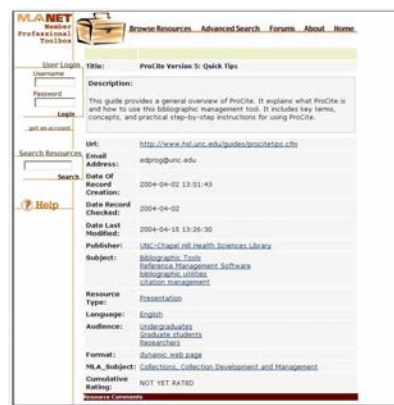 MLANET
Member
Professional
Toolbox
Browse Resources Advanced Search Forums About Home
User Login
Username
Password
Login
get an account
Search Resources
Search
Help
Title: ProCite Version 5: Quick Tips
Description:
This guide provides a general overview of ProCite. It explains what ProCite is
and how to use this bibliographic management tool. It includes key terms,
concepts, and practical step-by-step instructions for using ProCite.
Url: http://www.hsl.unc.edu/guides/procitetips.cfm
Email
Address: edprog@unc.edu
Date Of
Record
Creation: 2004-04-02 13:01:43
Date Record
Checked: 2004-04-02
Date Last
Modified: 2004-04-15 13:26:30
Publisher: UNC-Chapel Hill Health Sciences Library
Subject: Bibliographic Tools
Reference Management Software
bibliographic utilities
citation management
Resource
Type: Presentation
Language: English
Audience: Undergraduates
Graduate students
Researchers
Format: dynamic web page
MLA_Subject: Collections, Collection Development and Management
Cumulative
Rating: NOT YET RATED
Resource Comments